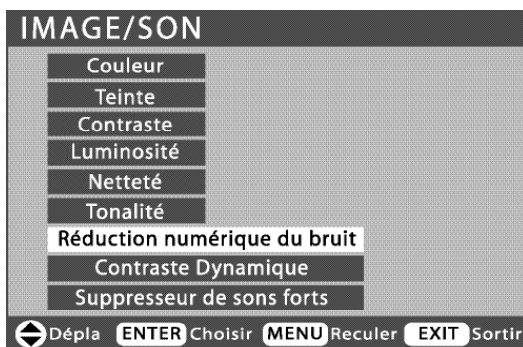 IMAGE/SON
Couleur
Teinte
Contraste
Luminosité
Netteté
Tonalité
Réduction numérique du bruit
Contraste Dynamique
Suppresseur de sons forts
Dépla ENTER Choisir MENU Reculer EXIT Sortir